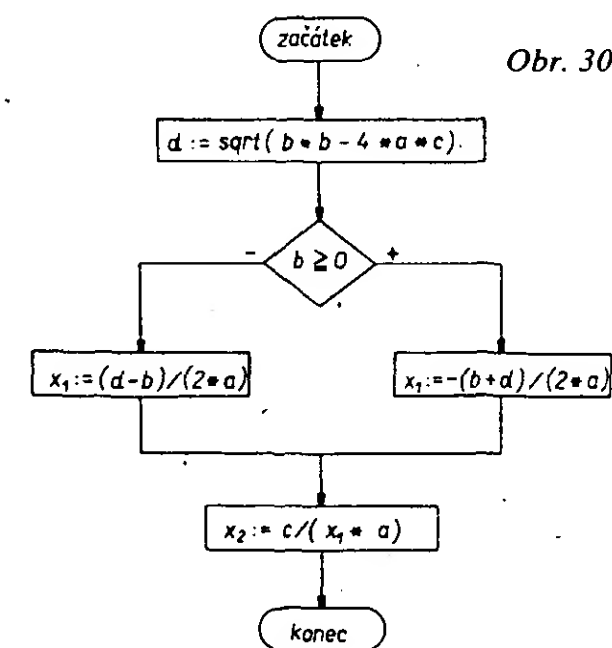 začátek
Obr. 30
d := sqrt( b * b - 4 * a * c).
- b ≧ 0 +
x₁:=(d-b)/(2*a)
x₁:=-(b+d)/(2*a)
x₂:= c/( x₁ * a)
konec